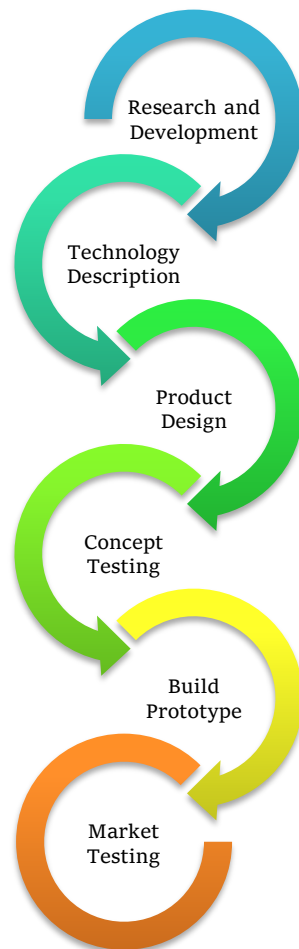 Research and
Development
Technology
Description
Product
Design
Concept
Testing
Build
Prototype
Market
Testing